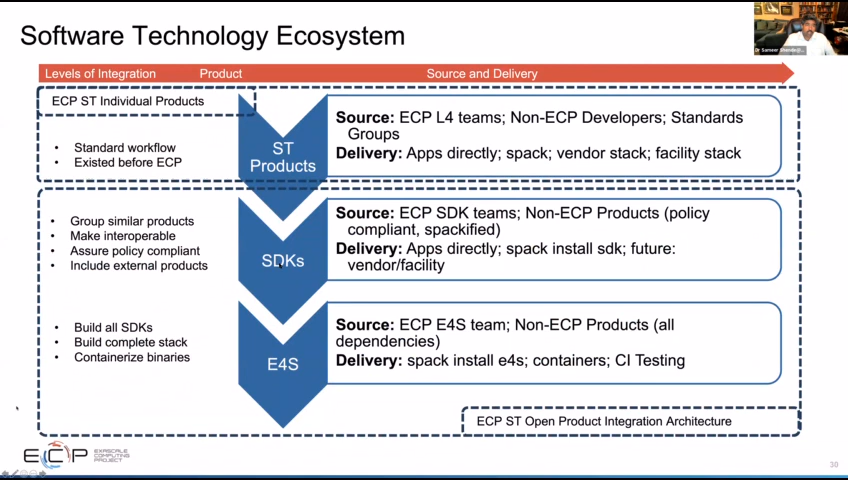 Software Technology Ecosystem
Dr Sameer Shende
Levels of Integration
Product
Source and Delivery
ECP ST Individual Products
• Standard workflow
• Existed before ECP
ST
Products
Source: ECP L4 teams; Non-ECP Developers; Standards
Groups
Delivery: Apps directly; spack; vendor stack; facility stack
• Group similar products
• Make interoperable
• Assure policy compliant
• Include external products
SDKs
Source: ECP SDK teams; Non-ECP Products (policy
compliant, spackified)
Delivery: Apps directly; spack install sdk; future:
vendor/facility
• Build all SDKs
• Build complete stack
• Containerize binaries
E4S
Source: ECP E4S team; Non-ECP Products (all
dependencies)
Delivery: spack install e4s; containers; CI Testing
ECP ST Open Product Integration Architecture
ECP
EXASCALE
COMPUTING
PROJECT
30